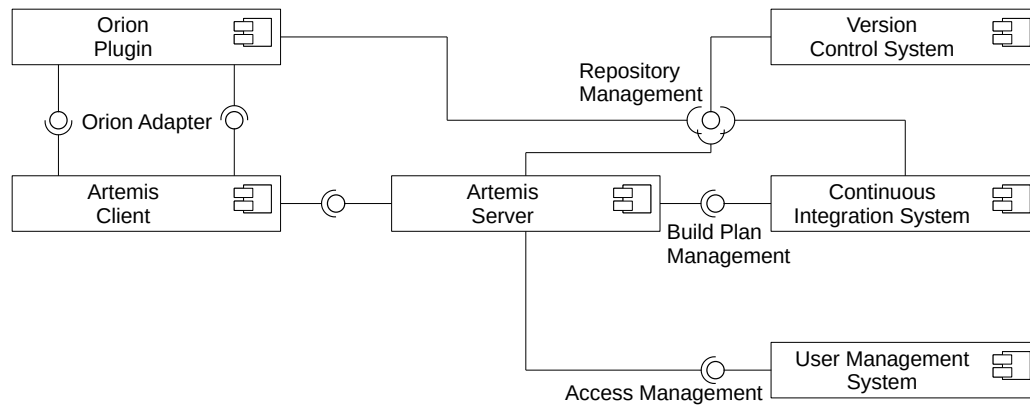 Orion
Plugin
Version
Control System
Repository
Management
Orion Adapter
Artemis
Client
Artemis
Server
Continuous
Integration System
Build Plan
Management
User Management
System
Access Management